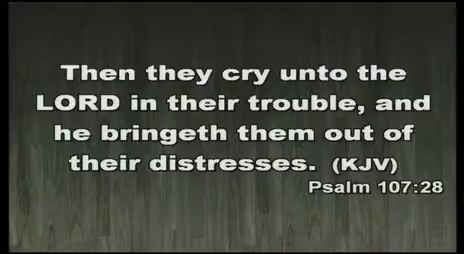 Then they cry unto the
LORD in their trouble, and
he bringeth them out of
their distresses. (KJV)
Psalm 107:28